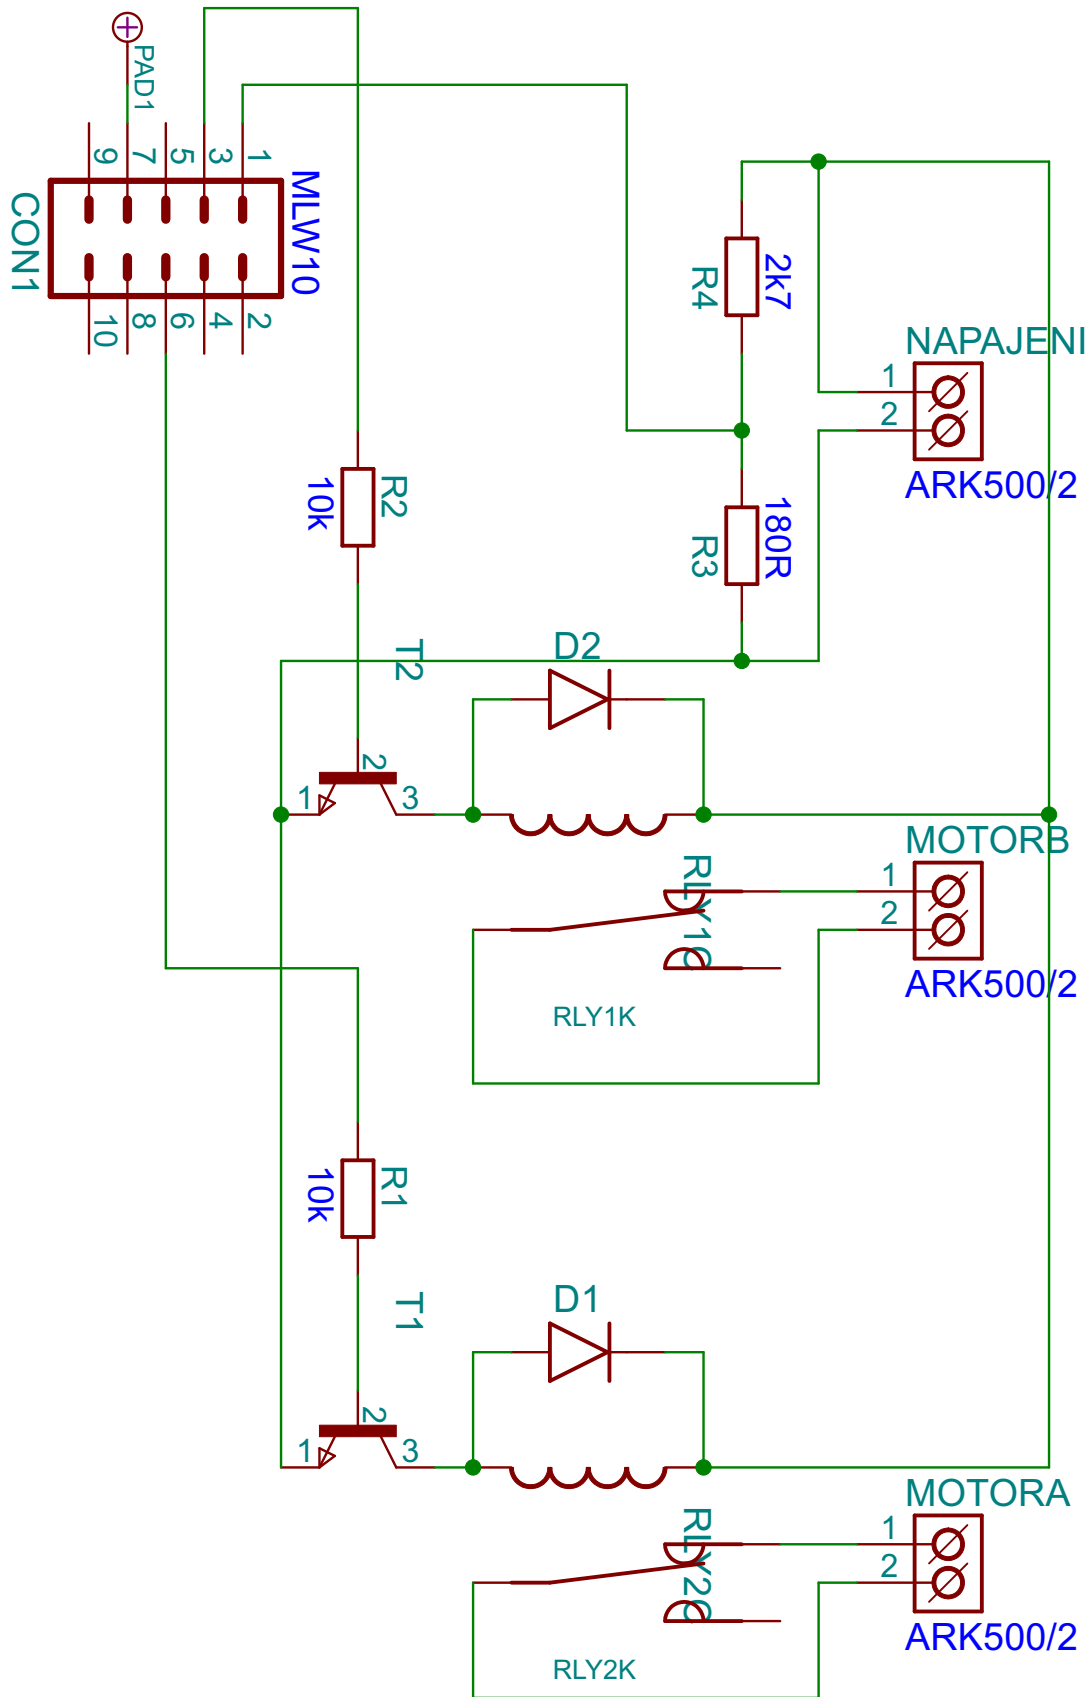 PAD1
9
7
5
3
1
MLW10
CON1
10
8
6
4
2
2k7
R4
NAPAJENI
1
2
ARK500/2
R2
10k
180R
R3
T2
D2
2
1
3
MOTORB
1
2
ARK500/2
RLY1C
RLY1K
R1
10k
T1
D1
2
1
3
MOTORA
1
2
ARK500/2
RLY2C
RLY2K